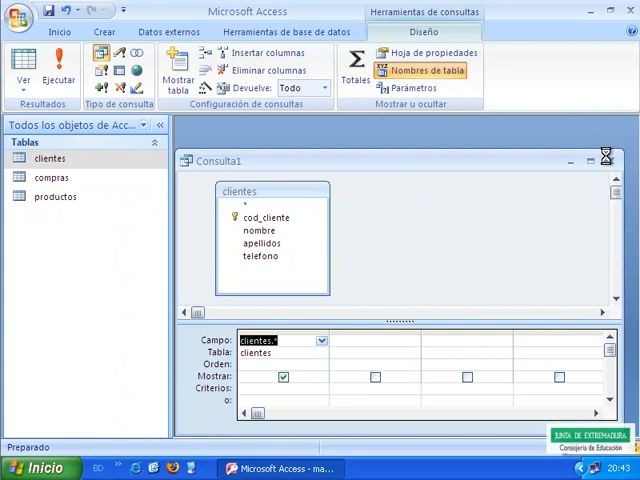 Microsoft Access
Herramientas de consultas
Inicio
Crear
Datos externos
Herramientas de base de datos
Diseño
Ver
Ejecutar
Resultados
Tipo de consulta
Mostrar
tabla
Insertar columnas
Eliminar columnas
Devuelve: Todo
Configuración de consultas
Totales
Hoja de propiedades
Nombres de tabla
Parámetros
Mostrar u ocultar
Todos los objetos de Acc...
Tablas
clientes
compras
productos
Consulta1
clientes
*
cod_cliente
nombre
apellidos
telefono
Campo: clientes.*
Tabla: clientes
Orden:
Mostrar:
Criterios:
o:
JUNTA DE EXTREMADURA
Consejería de Educación
Preparado
Inicio
BD
Microsoft Access - ma...
20:43